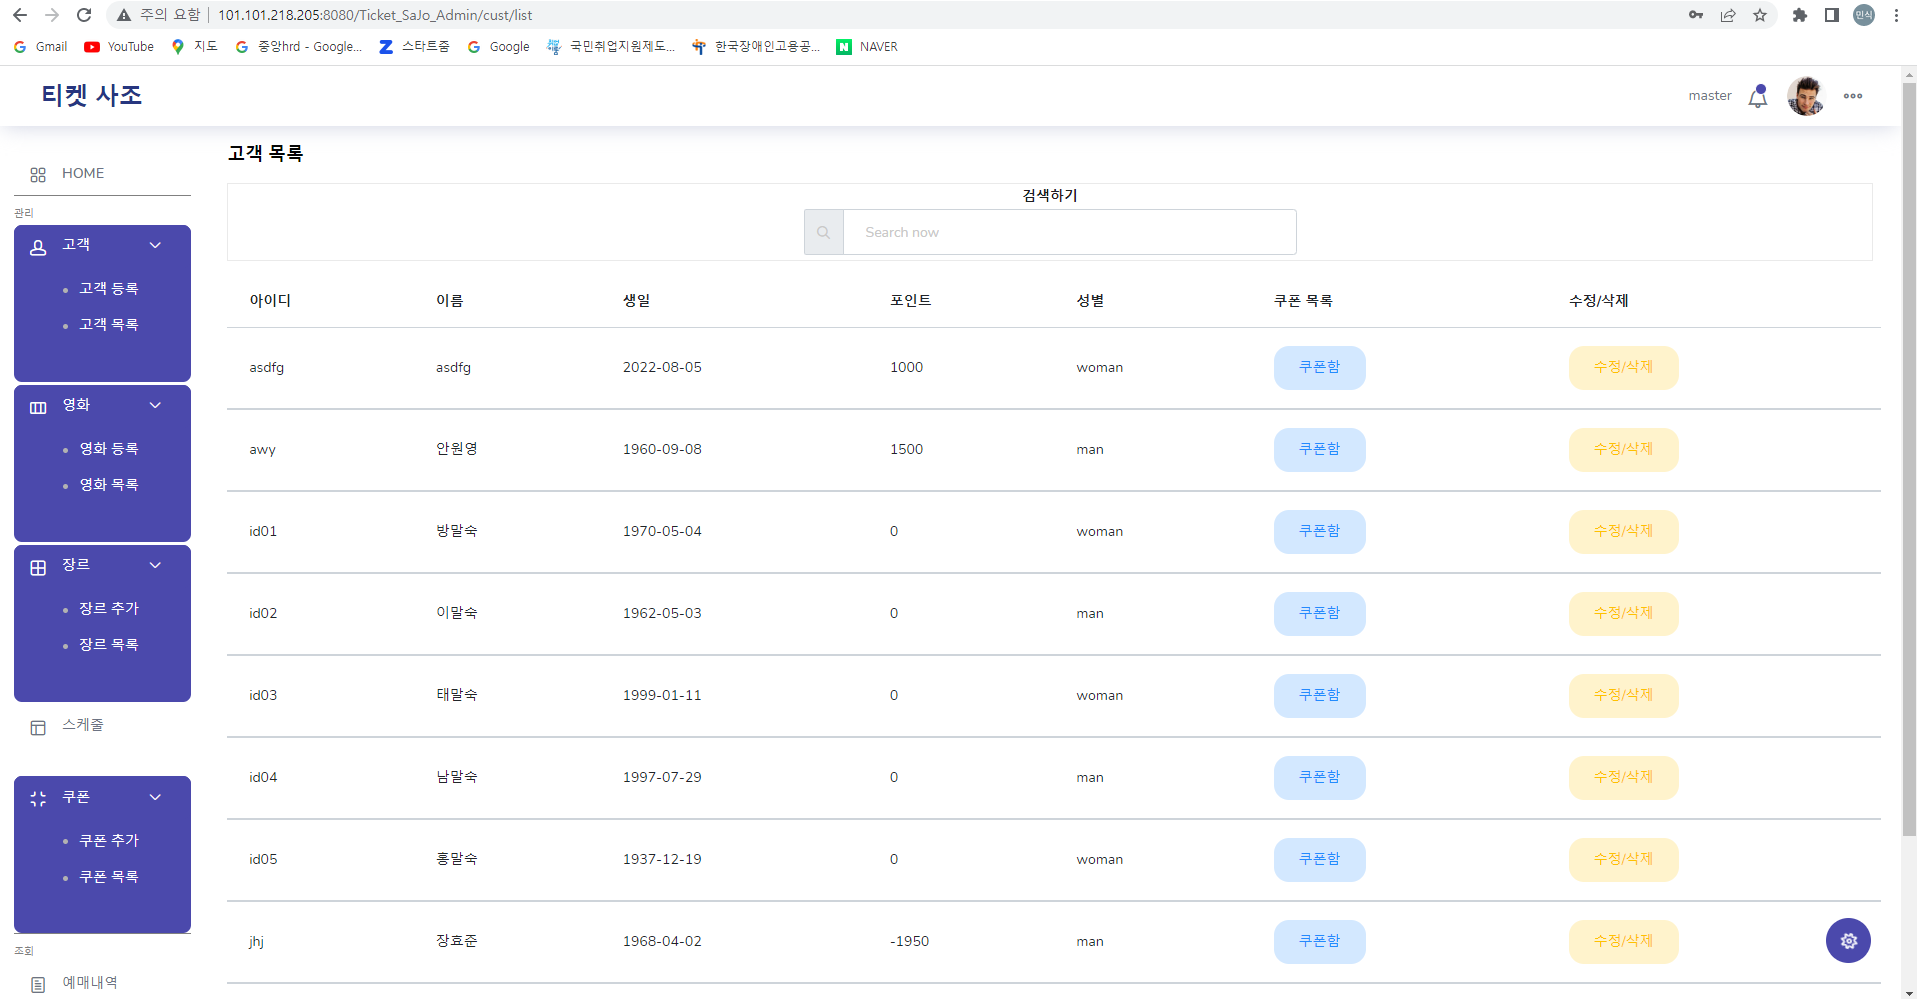 주의 요함 101.101.218.205:8080/Ticket_SaJo_Admin/cust/list 민식
Gmail YouTube 지도 중앙hrd - Google... 스타트줌 Google 국민취업지원제도... 한국장애인고용공... NAVER
티켓 사조 master
HOME
관리
고객
고객 등록
고객 목록
영화
영화 등록
영화 목록
장르
장르 추가
장르 목록
스케줄
쿠폰
쿠폰 추가
쿠폰 목록
조회
예매내역
고객 목록
검색하기
Search now
아이디 이름 생일 포인트 성별 쿠폰 목록 수정/삭제
asdfg asdfg 2022-08-05 1000 woman 쿠폰함 수정/삭제
awy 안원영 1960-09-08 1500 man 쿠폰함 수정/삭제
id01 방말숙 1970-05-04 0 woman 쿠폰함 수정/삭제
id02 이말숙 1962-05-03 0 man 쿠폰함 수정/삭제
id03 태말숙 1999-01-11 0 woman 쿠폰함 수정/삭제
id04 남말숙 1997-07-29 0 man 쿠폰함 수정/삭제
id05 홍말숙 1937-12-19 0 woman 쿠폰함 수정/삭제
jhj 장효준 1968-04-02 -1950 man 쿠폰함 수정/삭제